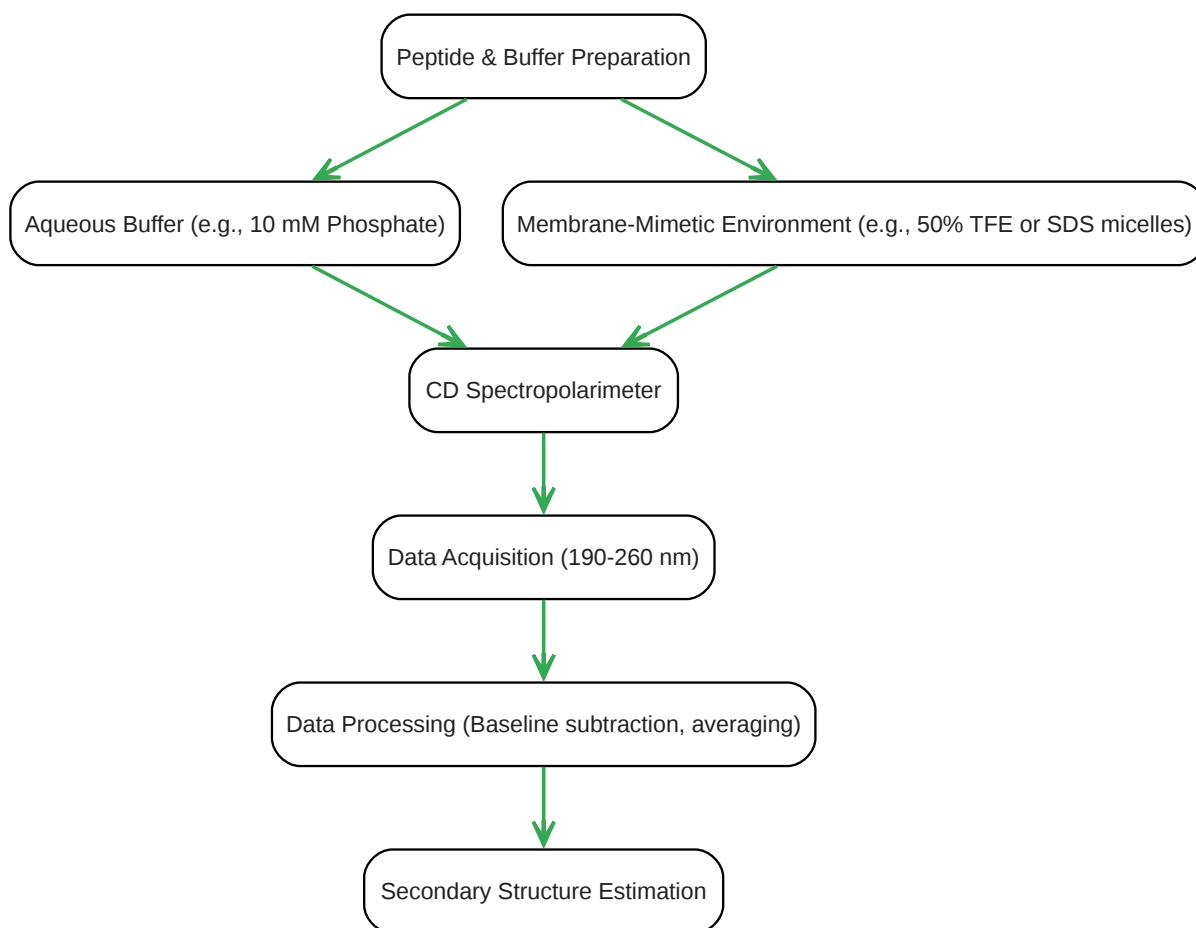 Peptide & Buffer Preparation
Aqueous Buffer (e.g., 10 mM Phosphate)
Membrane-Mimetic Environment (e.g., 50% TFE or SDS micelles)
CD Spectropolarimeter
Data Acquisition (190-260 nm)
Data Processing (Baseline subtraction, averaging)
Secondary Structure Estimation